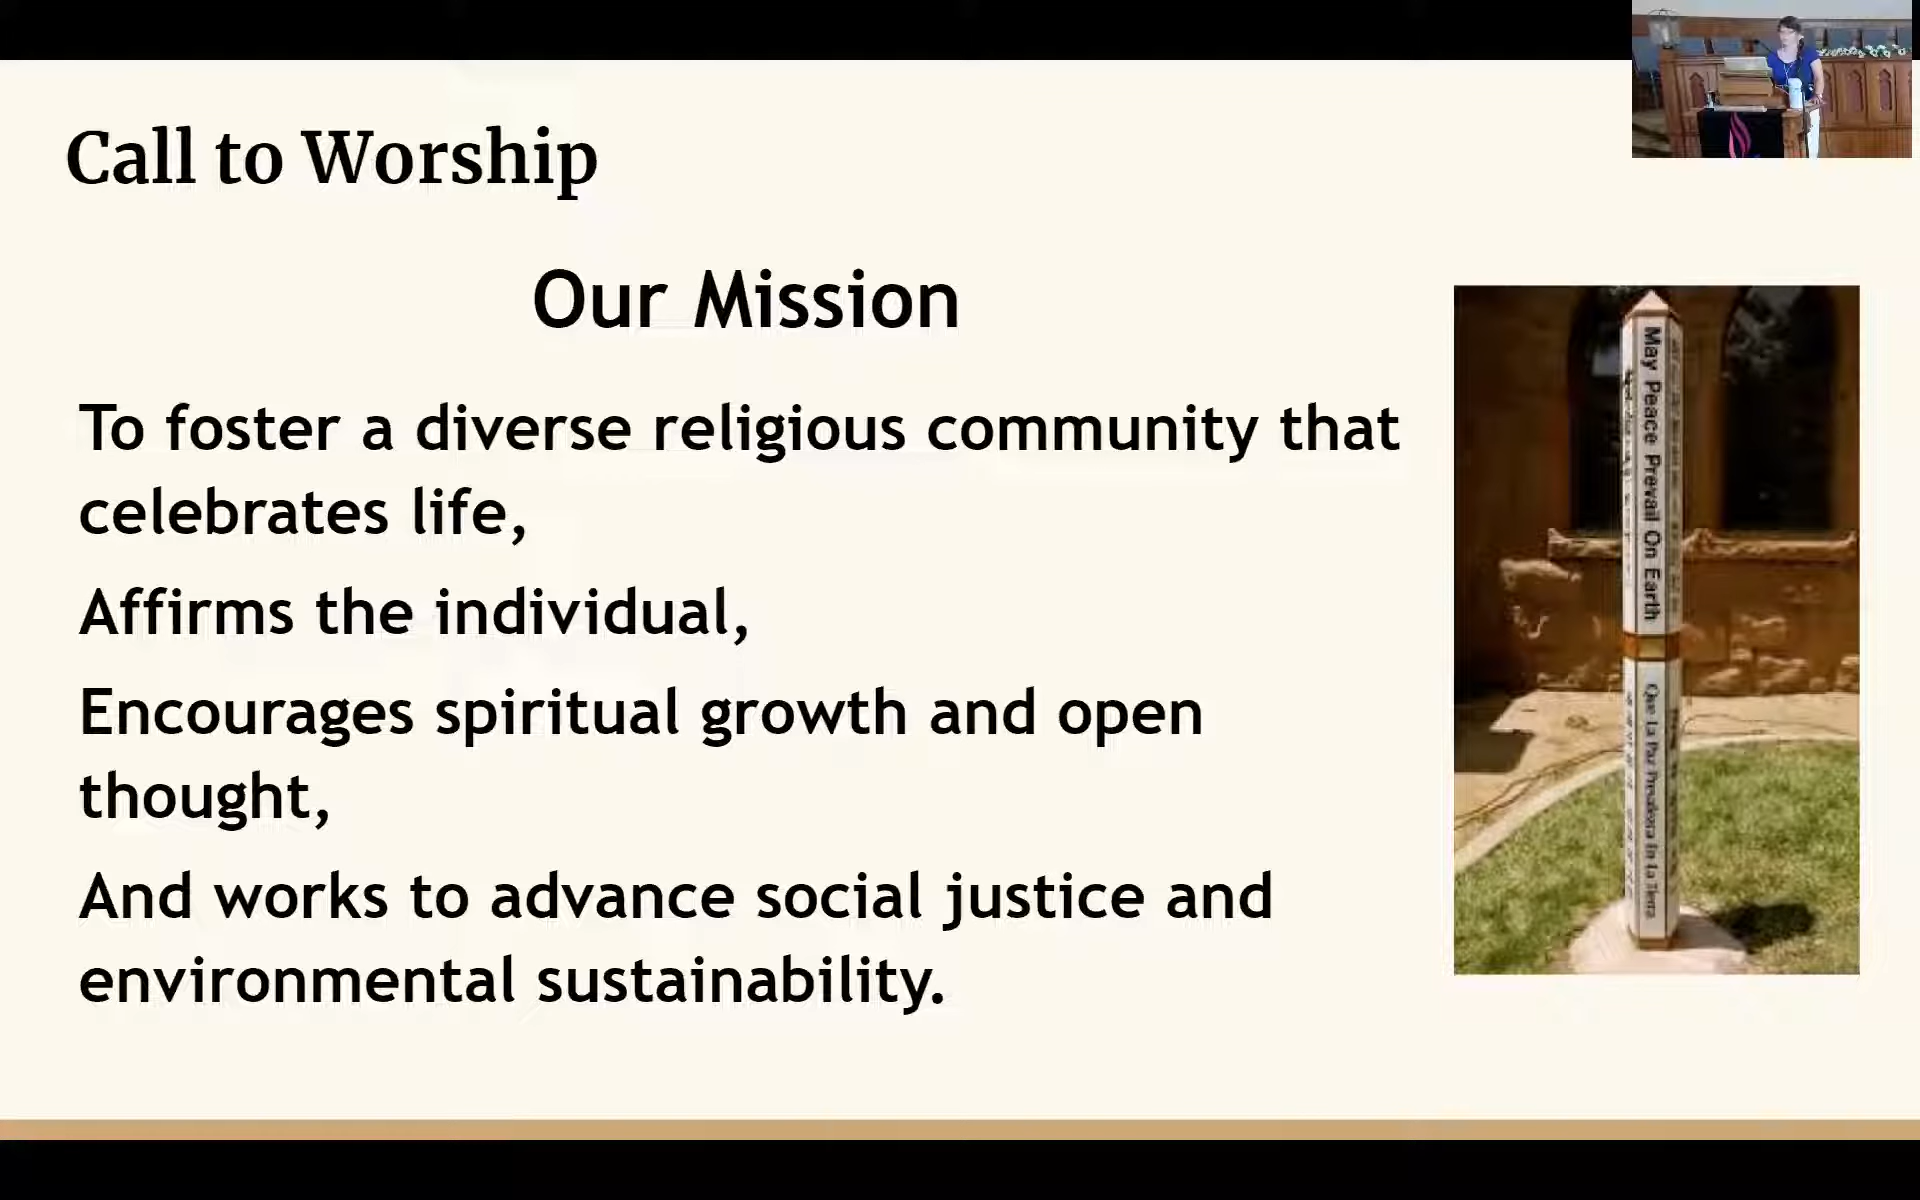 Call to Worship
Our Mission
To foster a diverse religious community that
celebrates life,
Affirms the individual,
Encourages spiritual growth and open
thought,
And works to advance social justice and
environmental sustainability.
May Peace Prevail On Earth
Que La Paz Prevalezca En La Tierra